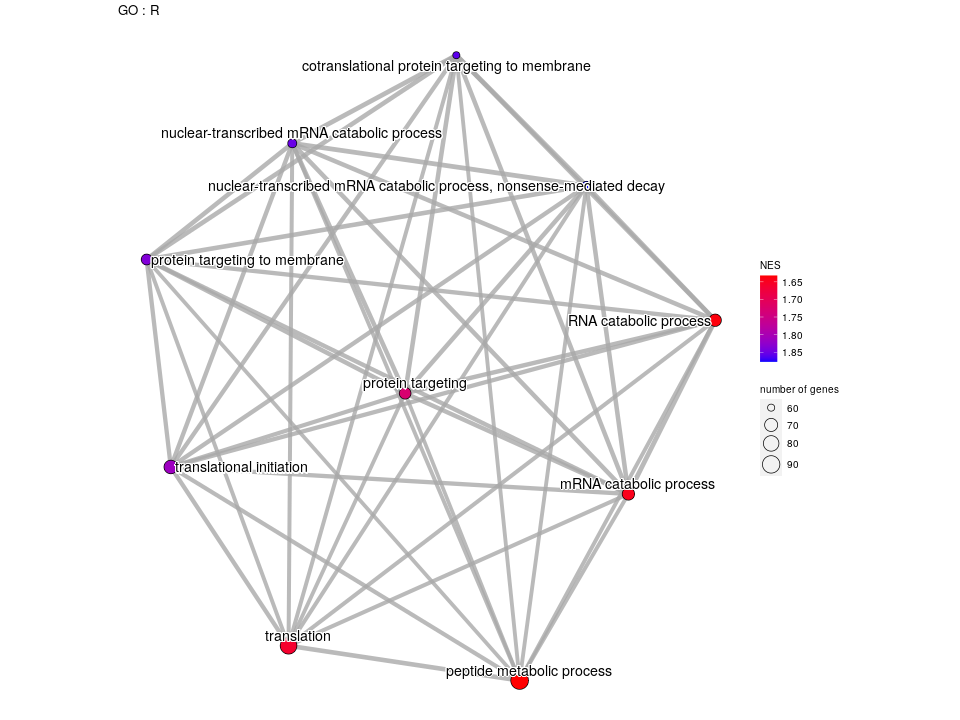 GO : R
cotranslational protein targeting to membrane
nuclear-transcribed mRNA catabolic process
nuclear-transcribed mRNA catabolic process, nonsense-mediated decay
protein targeting to membrane
RNA catabolic process
protein targeting
translational initiation
mRNA catabolic process
translation
peptide metabolic process
NES
1.65
1.70
1.75
1.80
1.85
number of genes
60
70
80
90